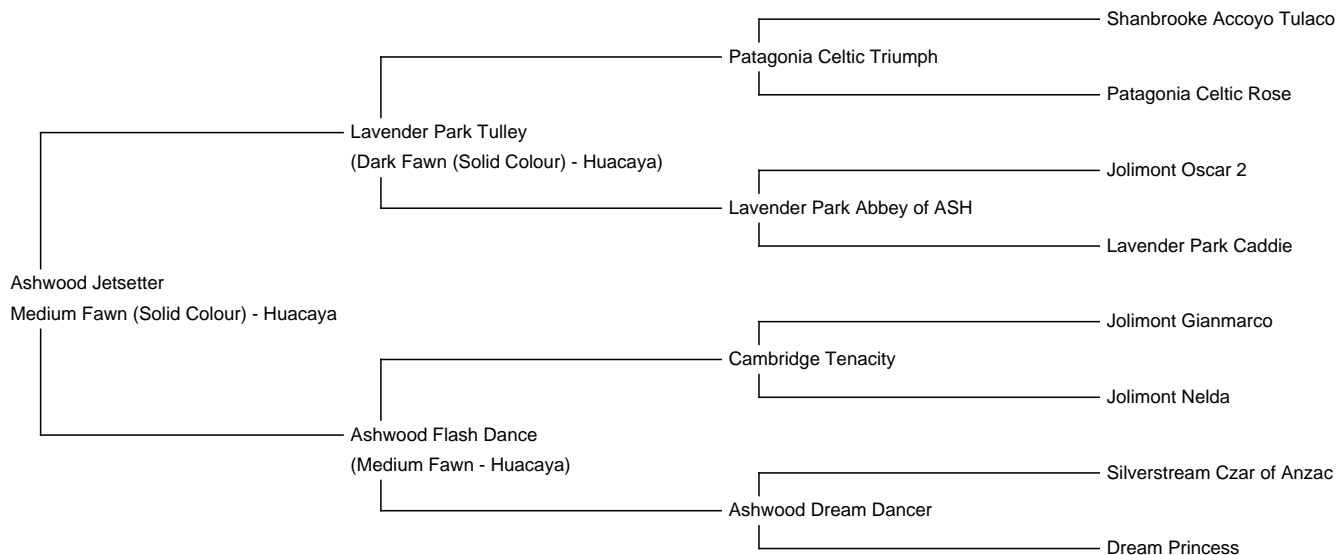 Shanbrooke Accoyo Tulaco
Patagonia Celtic Triumph
Patagonia Celtic Rose
Lavender Park Tulley
(Dark Fawn (Solid Colour) - Huacaya)
Jolimont Oscar 2
Lavender Park Abbey of ASH
Lavender Park Caddie
Ashwood Jetsetter
Medium Fawn (Solid Colour) - Huacaya
Jolimont Gianmarco
Cambridge Tenacity
Jolimont Nelda
Ashwood Flash Dance
(Medium Fawn - Huacaya)
Silverstream Czar of Anzac
Ashwood Dream Dancer
Dream Princess